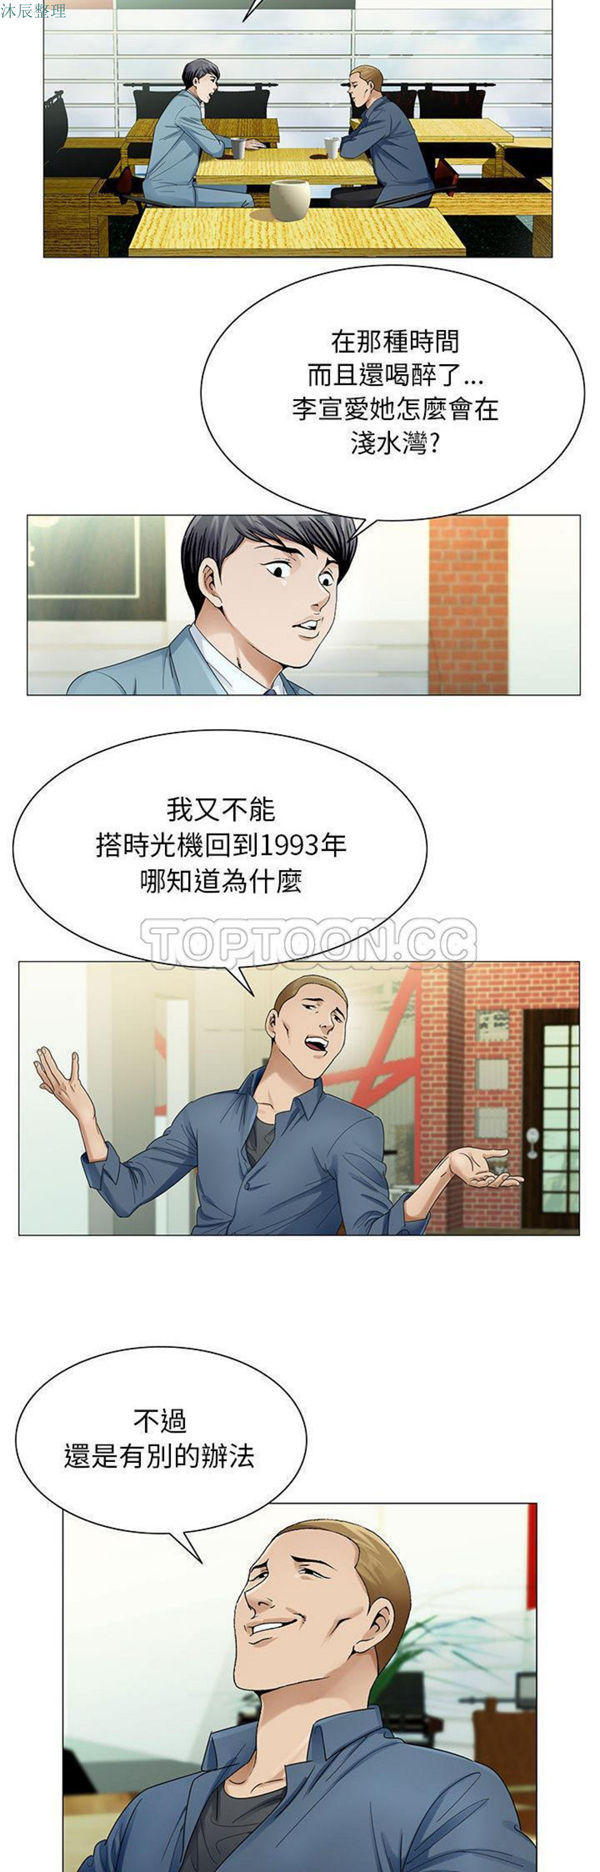 沐辰整理
在那種時間
而且還喝醉了...
李宣愛她怎麼會在
淺水灣?
我又不能
搭時光機回到1993年
哪知道為什麼
TOPTOON.CC
不過
還是有別的辦法